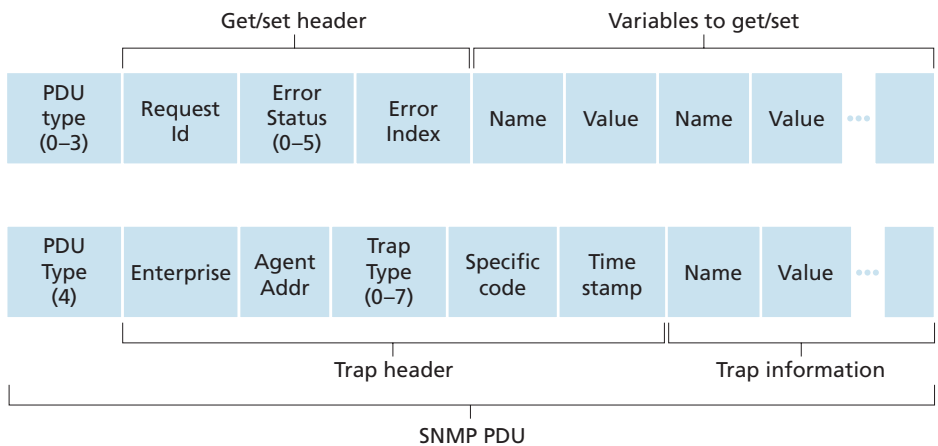 Get/set header
Variables to get/set
PDU
type
(0–3)
Request
Id
Error
Status
(0–5)
Error
Index
Name
Value
Name
Value
PDU
Type
(4)
Enterprise
Agent
Addr
Trap
Type
(0–7)
Specific
code
Time
stamp
Name
Value
Trap header
Trap information
SNMP PDU